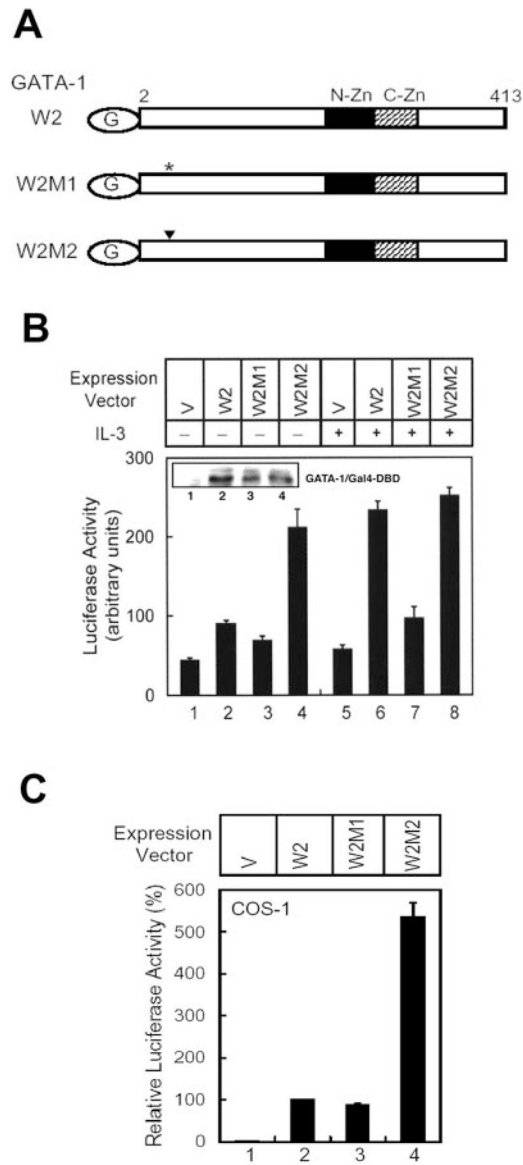 A
GATA-1
2 N-Zn C-Zn 413
W2 G
*
W2M1 G
W2M2 G
B
Expression Vector V W2 W2M1 W2M2 V W2 W2M1 W2M2
IL-3 – – – – + + + +
Luciferase Activity (arbitrary units)
300
200
100
0
1 2 3 4
GATA-1/Gal4-DBD
1 2 3 4 5 6 7 8
C
Expression Vector V W2 W2M1 W2M2
Relative Luciferase Activity (%)
COS-1
600
500
400
300
200
100
0
1 2 3 4